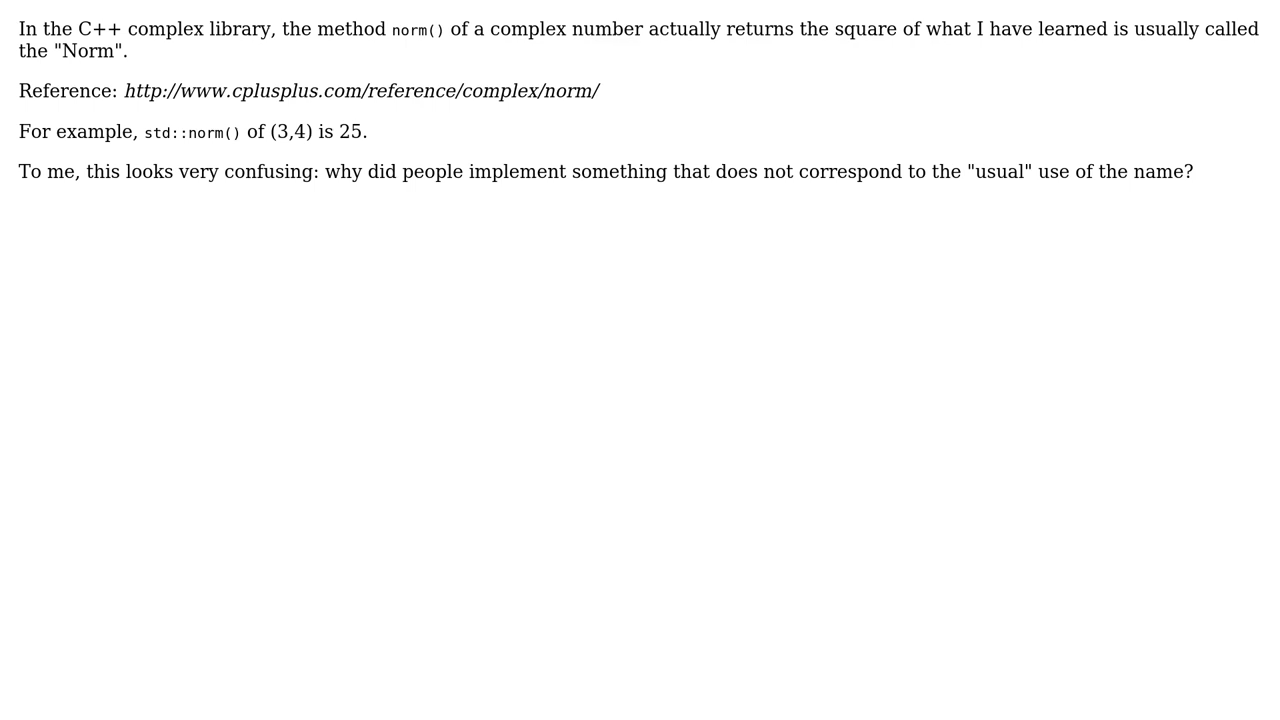 In the C++ complex library, the method norm() of a complex number actually returns the square of what I have learned is usually called
the "Norm".
Reference: http://www.cplusplus.com/reference/complex/norm/
For example, std::norm() of (3,4) is 25.
To me, this looks very confusing: why did people implement something that does not correspond to the "usual" use of the name?